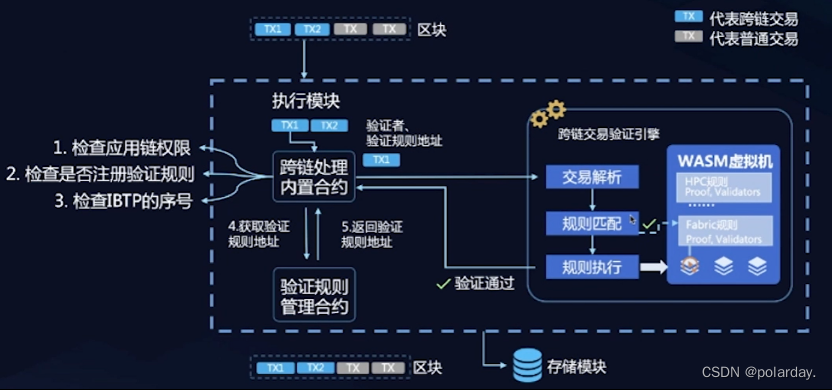 TX1 TX2 TX TX 区块
TX 代表跨链交易
TX 代表普通交易
执行模块
TX1 TX2
验证者、
验证规则地址
TX1
跨链处理
内置合约
1. 检查应用链权限
2. 检查是否注册验证规则
3. 检查IBTP的序号
4.获取验证
规则地址
5.返回验证
规则地址
验证规则
管理合约
跨链交易验证引擎
交易解析
规则匹配
规则执行
验证通过
WASM虚拟机
HPC规则
Proof, Validators
......
Fabric规则
Proof, Validators
TX1 TX2 TX TX 区块
存储模块
CSDN @polarday.